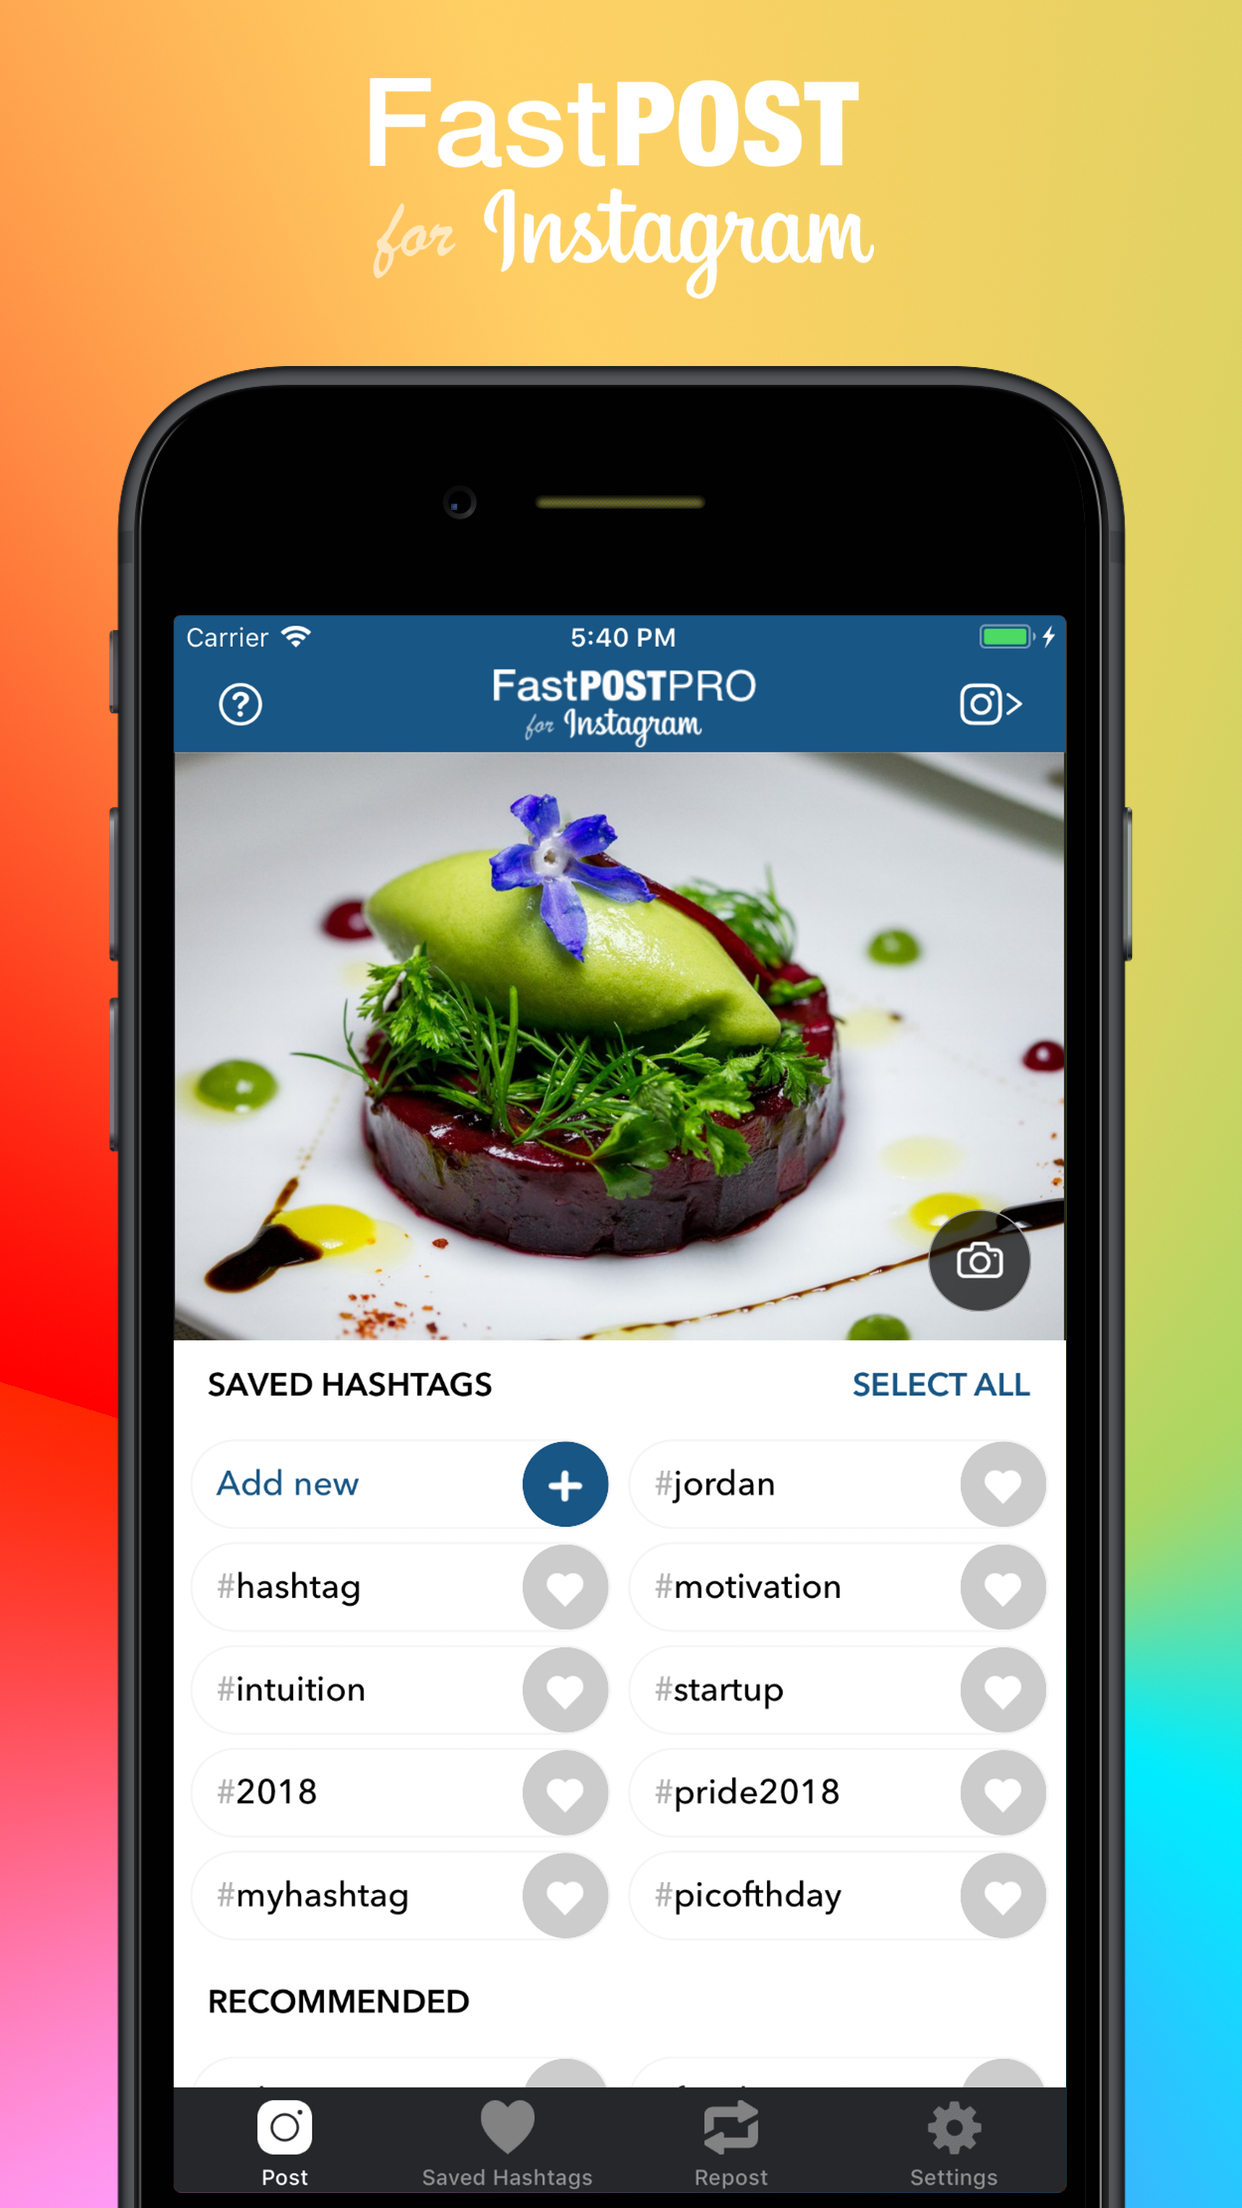 FastPOST
for Instagram
Carrier 5:40 PM
FastPOSTPRO
for Instagram
SAVED HASHTAGS SELECT ALL
Add new #jordan
#hashtag #motivation
#intuition #startup
#2018 #pride2018
#myhashtag #picofthday
RECOMMENDED
Post Saved Hashtags Repost Settings